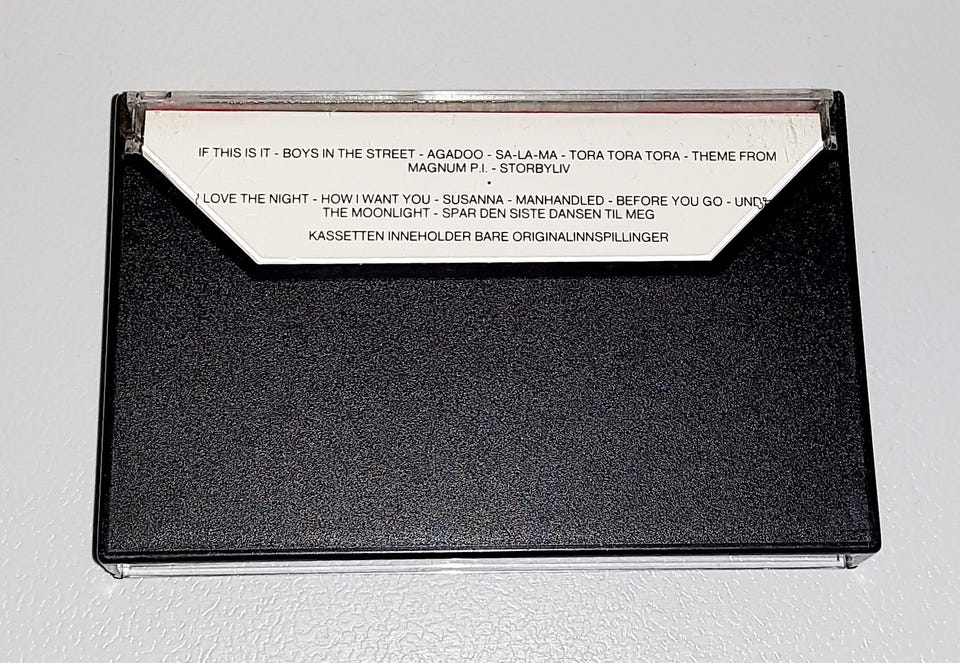 IF THIS IS IT - BOYS IN THE STREET - AGADOO - SA-LA-MA - TORA TORA TORA - THEME FROM
MAGNUM P.I. - STORBYLIV
LOVE THE NIGHT - HOW I WANT YOU - SUSANNA - MANHANDLED - BEFORE YOU GO -
THE MOONLIGHT - SPAR DEN SISTE DANSEN TIL MEG
KASSETTEN INNEHOLDER BARE ORIGINALINNSPILLINGER